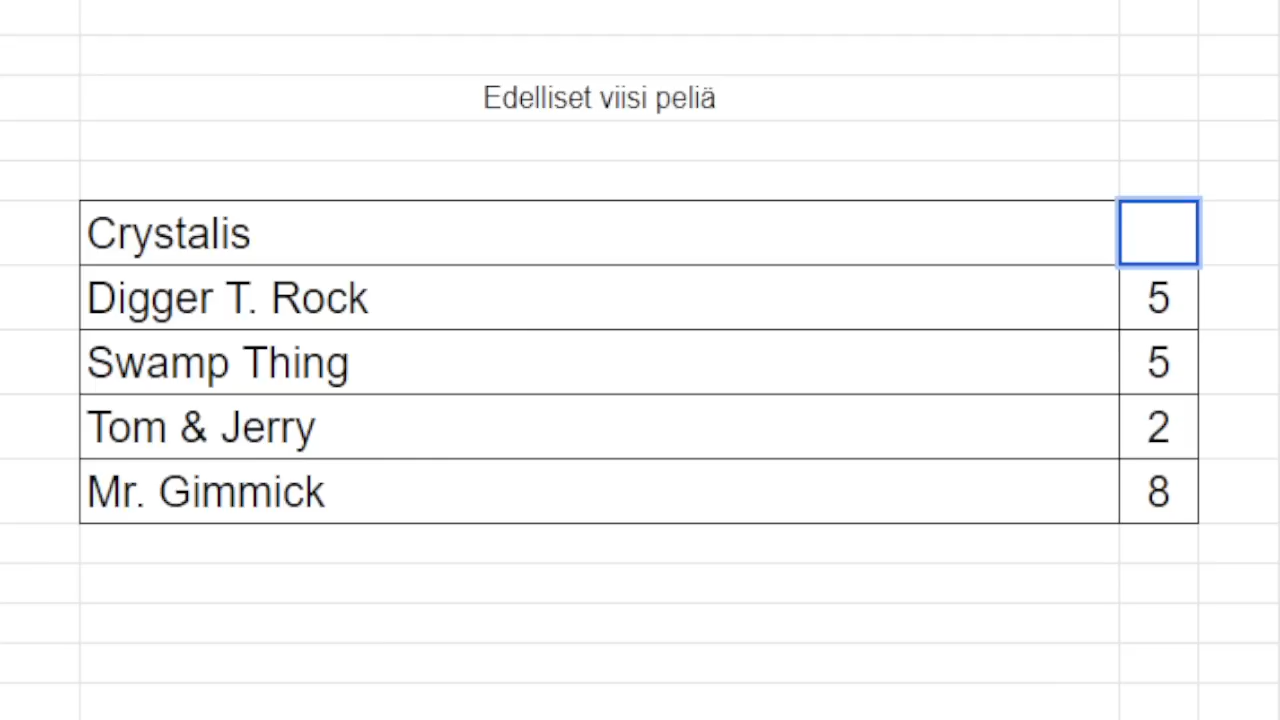 Edelliset viisi peliä
Crystalis
Digger T. Rock 5
Swamp Thing 5
Tom & Jerry 2
Mr. Gimmick 8